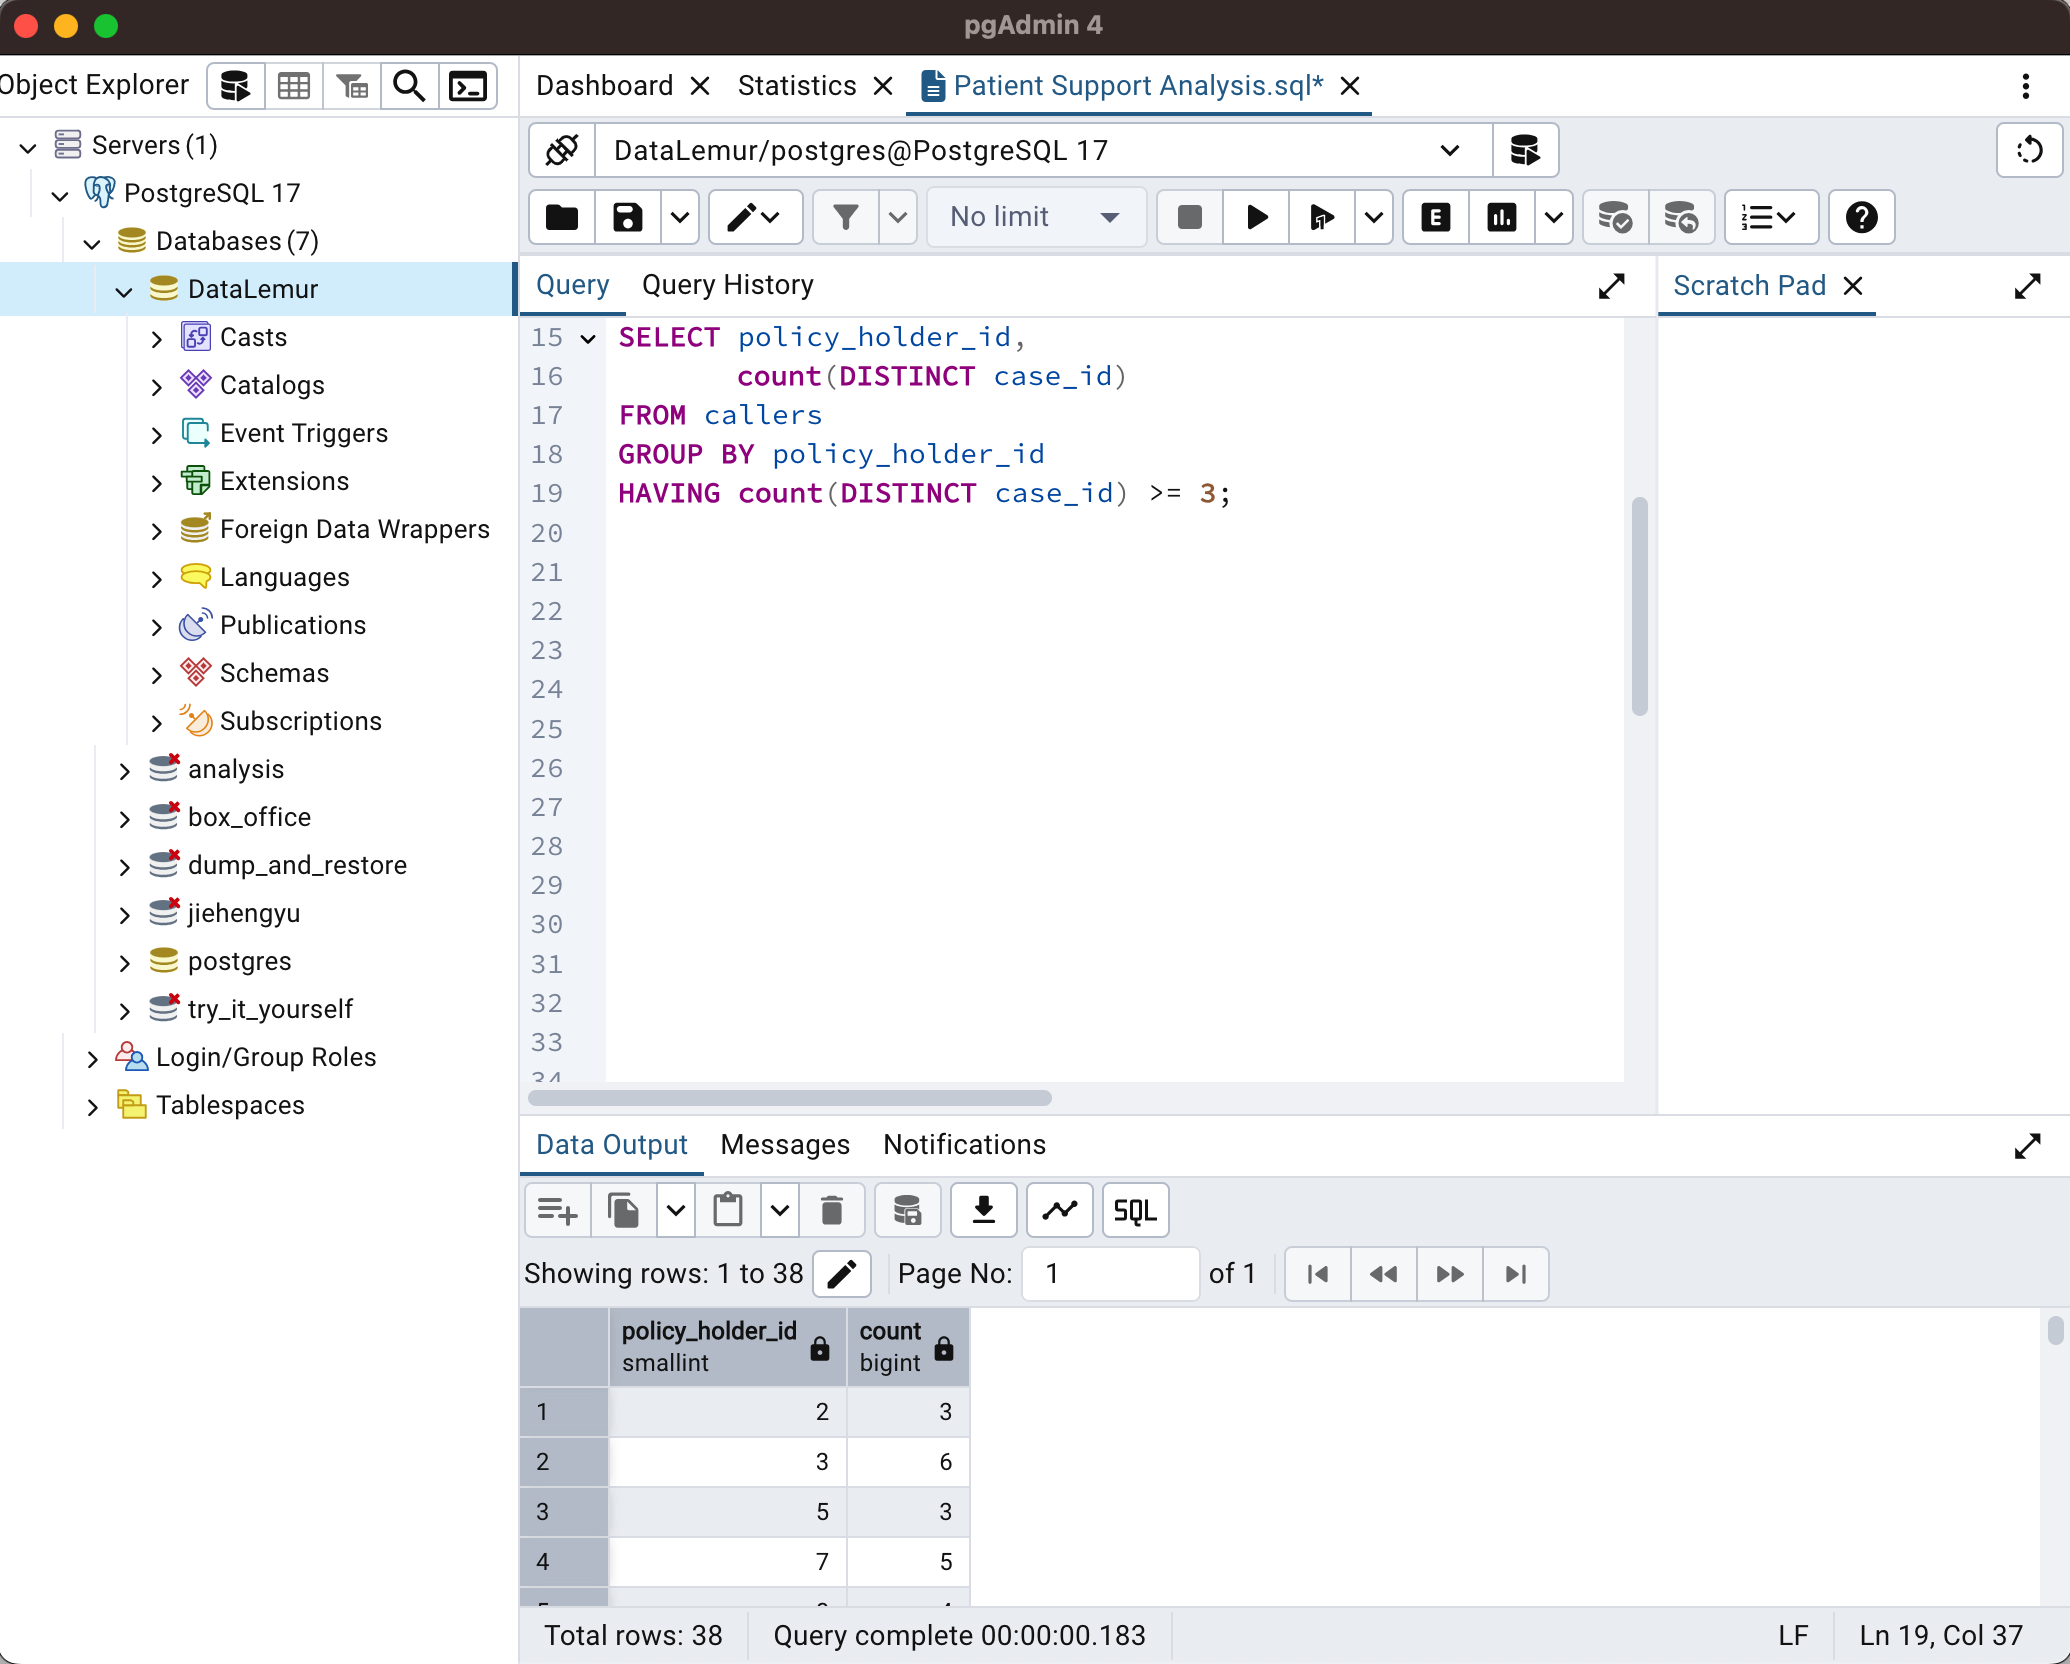 pgAdmin 4
Object Explorer
Dashboard
Statistics
Patient Support Analysis.sql*
Servers (1)
PostgreSQL 17
Databases (7)
DataLemur
Casts
Catalogs
Event Triggers
Extensions
Foreign Data Wrappers
Languages
Publications
Schemas
Subscriptions
analysis
box_office
dump_and_restore
jiehengyu
postgres
try_it_yourself
Login/Group Roles
Tablespaces
DataLemur/postgres@PostgreSQL 17
No limit
E
Query Query History
Scratch Pad
15 SELECT policy_holder_id,
16 count(DISTINCT case_id)
17 FROM callers
18 GROUP BY policy_holder_id
19 HAVING count(DISTINCT case_id) >= 3;
20
21
22
23
24
25
26
27
28
29
30
31
32
33
34
Data Output Messages Notifications
SQL
Showing rows: 1 to 38 Page No: 1 of 1
policy_holder_id count
smallint bigint
1 2 3
2 3 6
3 5 3
4 7 5
Total rows: 38 Query complete 00:00:00.183 LF Ln 19, Col 37